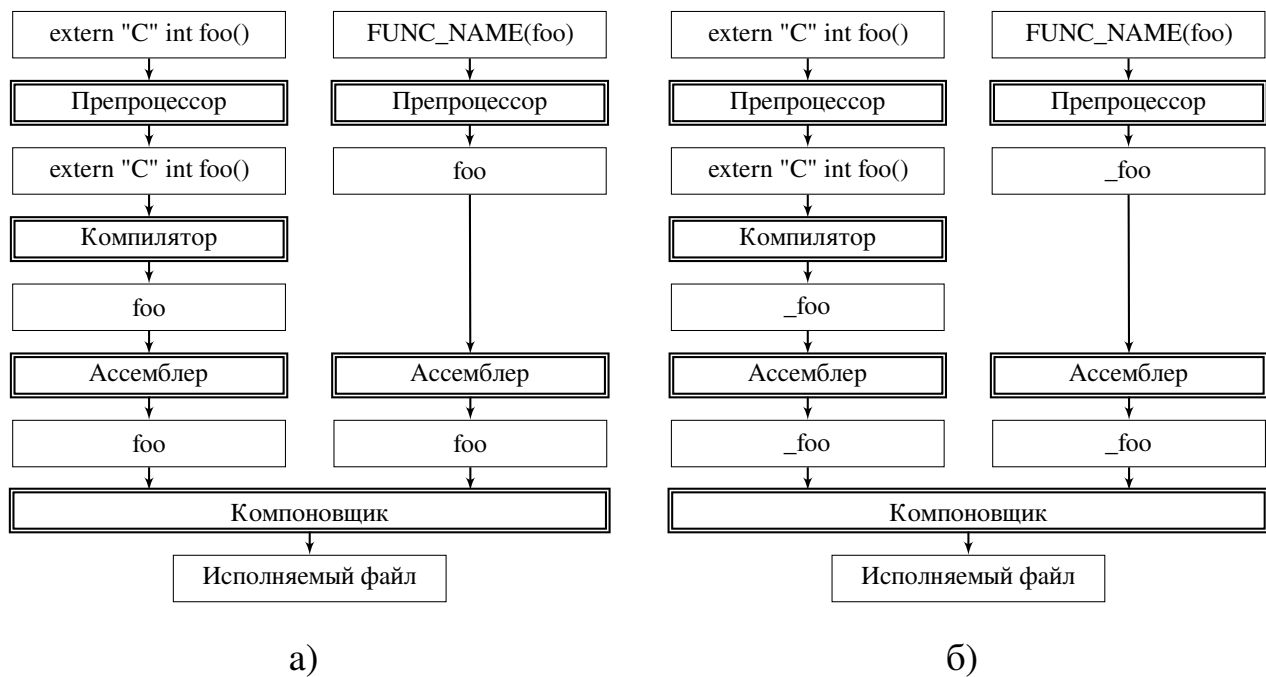 extern "C" int foo()
FUNC_NAME(foo)
Препроцессор
Препроцессор
extern "C" int foo()
foo
Компилятор
foo
Ассемблер
Ассемблер
foo
foo
Компоновщик
Исполняемый файл
а)
extern "C" int foo()
FUNC_NAME(foo)
Препроцессор
Препроцессор
extern "C" int foo()
_foo
Компилятор
_foo
Ассемблер
Ассемблер
_foo
_foo
Компоновщик
Исполняемый файл
б)